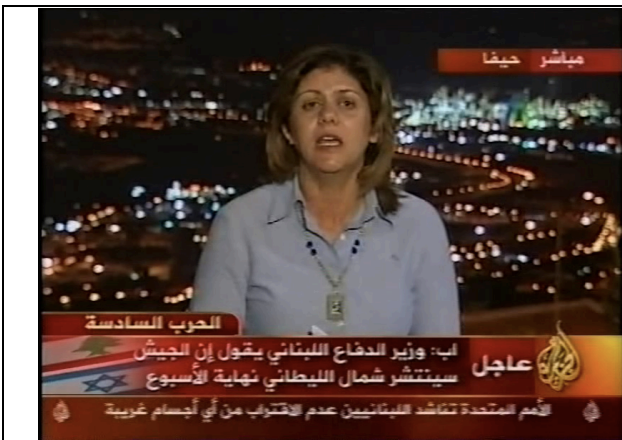 مباشر حيفا
الحرب السادسة
عاجل
اب: وزير الدفاع اللبناني يقول إن الجيش
سينتشر شمال الليطاني نهاية الأسبوع
الأمم المتحدة تناشد اللبنانيين عدم الاقتراب من أي أجسام غريبة